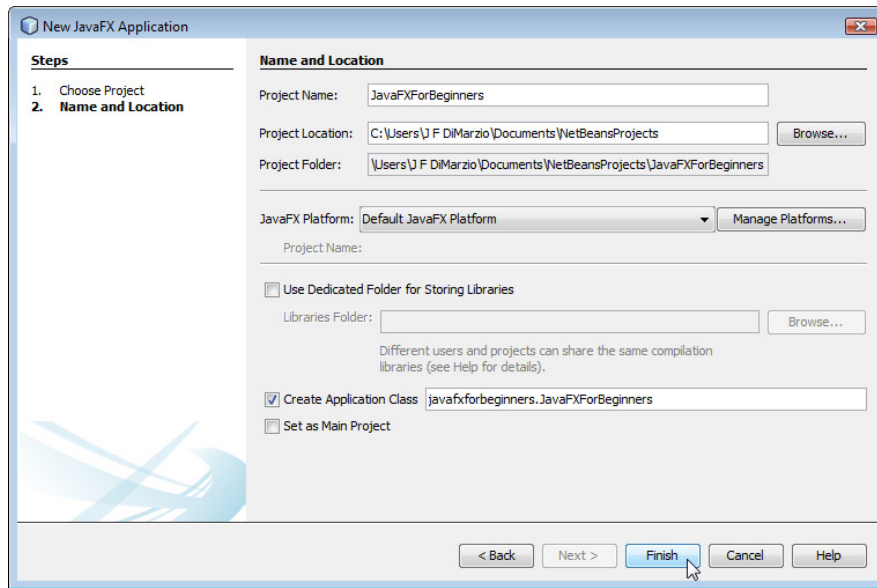 New JavaFX Application
Steps
1. Choose Project
2. Name and Location
Name and Location
Project Name: JavaFXForBeginners
Project Location: C:\Users\J F DiMarzio\Documents\NetBeansProjects Browse...
Project Folder: \Users\J F DiMarzio\Documents\NetBeansProjects\JavaFXForBeginners
JavaFX Platform: Default JavaFX Platform Manage Platforms...
Project Name:
Use Dedicated Folder for Storing Libraries
Libraries Folder: Browse...
Different users and projects can share the same compilation
libraries (see Help for details).
Create Application Class javafxforbeginners.JavaFXForBeginners
Set as Main Project
< Back Next > Finish Cancel Help